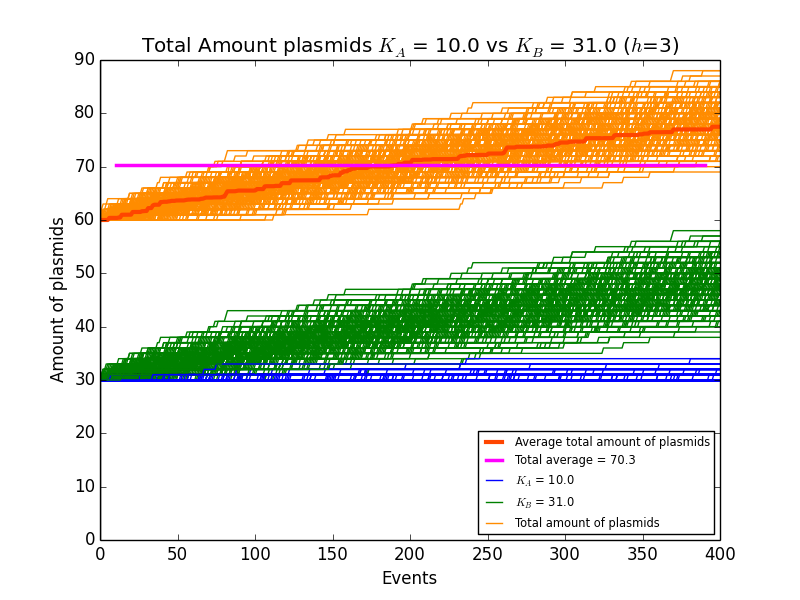 Total Amount plasmids K_A = 10.0 vs K_B = 31.0 (h=3)
90
80
70
60
50
40
30
20
10
0
Amount of plasmids
Average total amount of plasmids
Total average = 70.3
K_A = 10.0
K_B = 31.0
Total amount of plasmids
0 50 100 150 200 250 300 350 400
Events